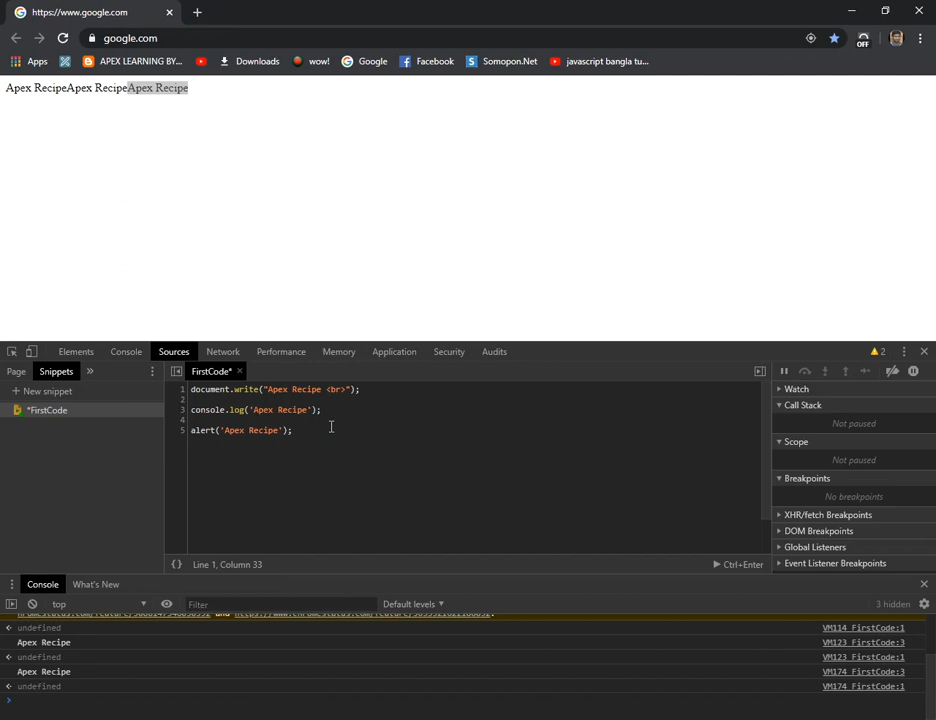 https://www.google.com
google.com
OFF
Apps
APEX LEARNING BY...
Downloads
wow!
Google
Facebook
Somopon.Net
javascript bangla tu...
Apex RecipeApex RecipeApex Recipe
Elements Console Sources Network Performance Memory Application Security Audits 2
Page Snippets » FirstCode*
+ New snippet
*FirstCode
1 document.write("Apex Recipe <br>");
2
3 console.log('Apex Recipe');
4
5 alert('Apex Recipe');
{ } Line 1, Column 33 Ctrl+Enter
Watch
Call Stack
Not paused
Scope
Not paused
Breakpoints
No breakpoints
XHR/fetch Breakpoints
DOM Breakpoints
Global Listeners
Event Listener Breakpoints
Console What's New
top Filter Default levels 3 hidden
undefined VM114 FirstCode:1
Apex Recipe VM123 FirstCode:3
undefined VM123 FirstCode:1
Apex Recipe VM174 FirstCode:3
undefined VM174 FirstCode:1